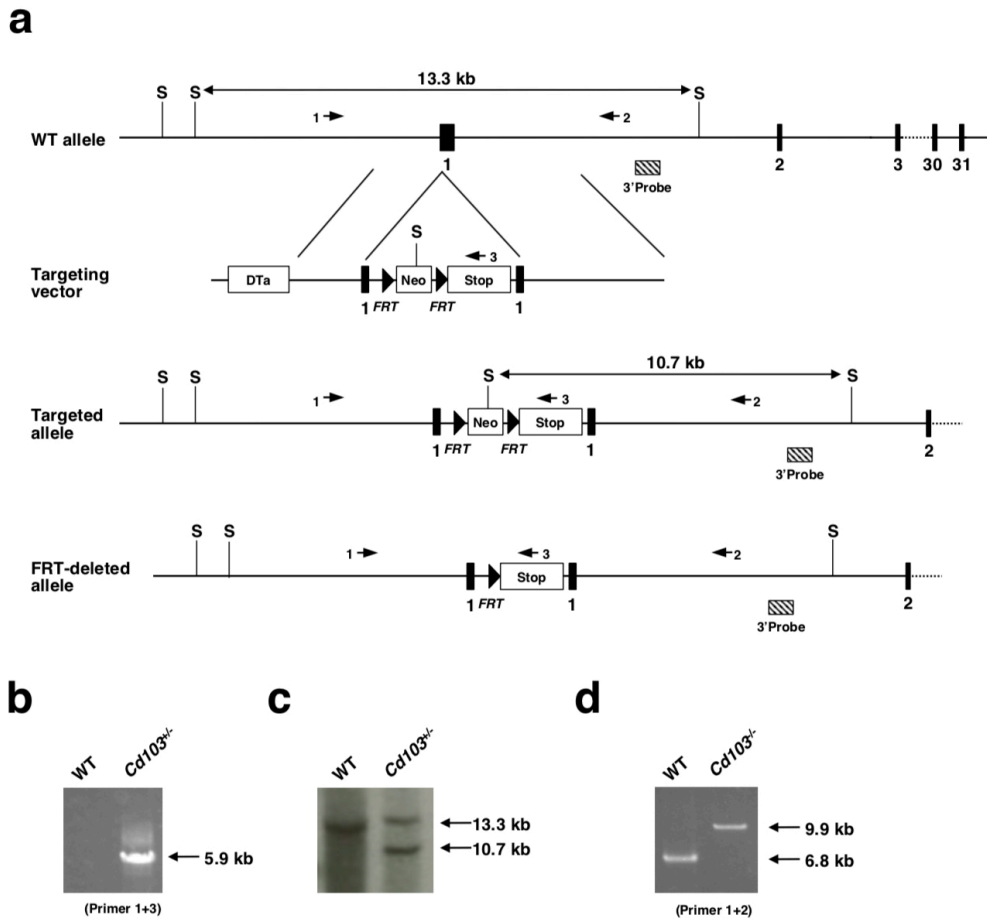 a
13.3 kb
S S S
1 2
WT allele
1 2 3 30 31
3'Probe
S
3
Targeting
vector
DTa Neo Stop
1 FRT FRT 1
10.7 kb
S S S S
1 3 2
Targeted
allele
Neo Stop
1 FRT FRT 1 2
3'Probe
S S S
1 3 2
FRT-deleted
allele
Stop
1 FRT 1 2
3'Probe
b c d
WT Cd103+/-
5.9 kb
(Primer 1+3)
WT Cd103+/-
13.3 kb
10.7 kb
WT Cd103-/-
9.9 kb
6.8 kb
(Primer 1+2)